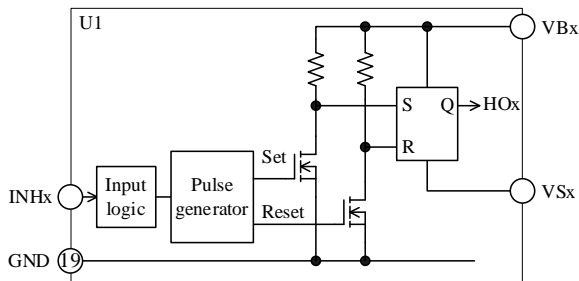 U1
VBx
S
Q
HOx
R
Set
INHx
Input
logic
Pulse
generator
VSx
Reset
GND
19